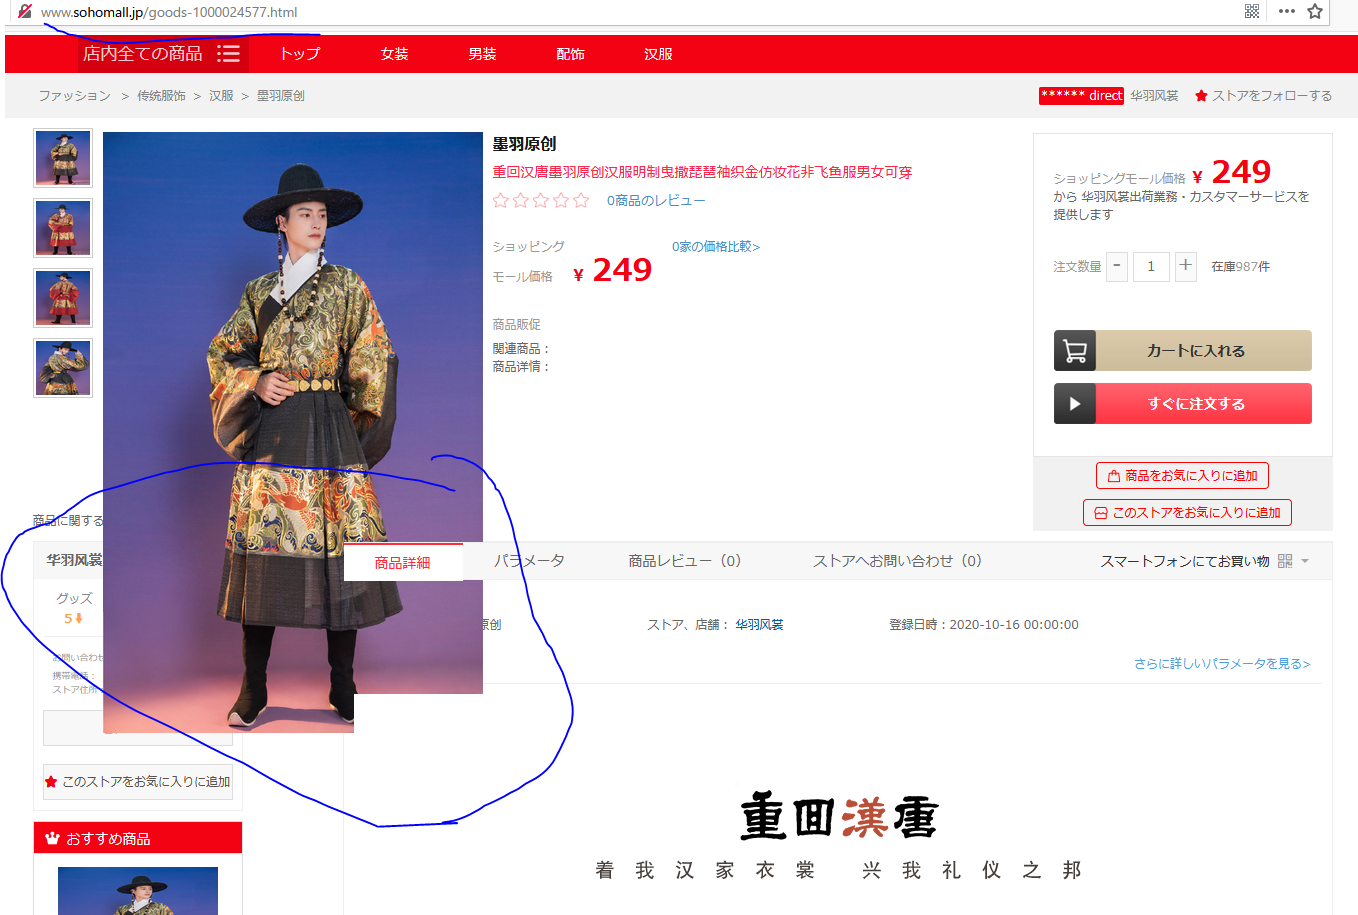 www.sohomall.jp/goods-1000024577.html
店内全ての商品 トップ 女装 男装 配饰 汉服
ファッション > 传统服饰 > 汉服 > 墨羽原创
****** direct 华羽风裳 ストアをフォローする
墨羽原创
重回汉唐墨羽原创汉服明制曳撒琵琶袖织金仿妆花非飞鱼服男女可穿
0商品のレビュー
ショッピング
モール価格 ¥ 249
0家の価格比較>
商品販促
関連商品：
商品详情：
ショッピングモール価格 ¥ 249
から 华羽风裳出荷業務・カスタマーサービスを
提供します
注文数量 - 1 + 在庫987件
カートに入れる
すぐに注文する
商品をお気に入りに追加
このストアをお気に入りに追加
商品に関する
华羽风裳
グッズ
5
お問い合わせ
携帯電話：
ストア住所
このストアをお気に入りに追加
おすすめ商品
商品詳細 パラメータ 商品レビュー（0） ストアへお問い合わせ（0） スマートフォンにてお買い物
原创 ストア、店舗： 华羽风裳 登録日時：2020-10-16 00:00:00
さらに詳しいパラメータを見る>
重回漢唐
着我汉家衣裳 兴我礼仪之邦